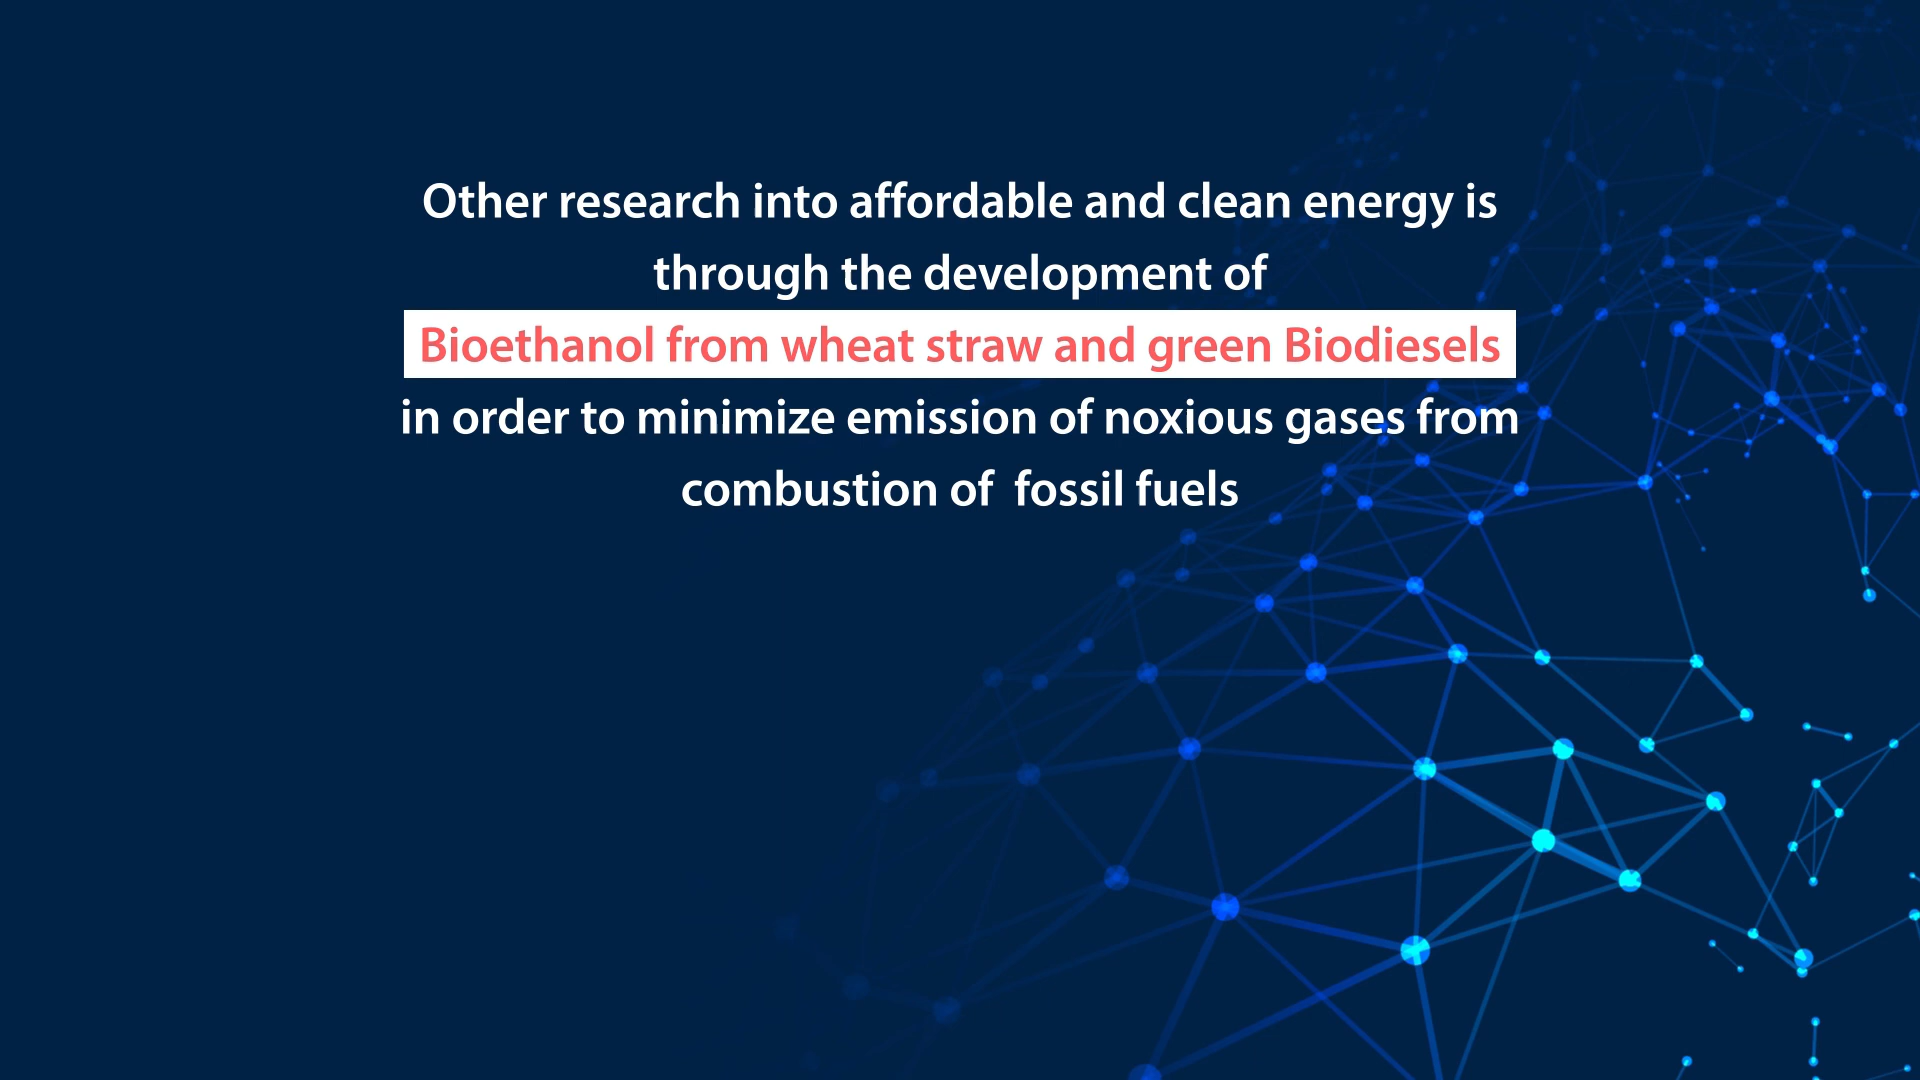 Other research into affordable and clean energy is
through the development of
Bioethanol from wheat straw and green Biodiesels
in order to minimize emission of noxious gases from
combustion of  fossil fuels